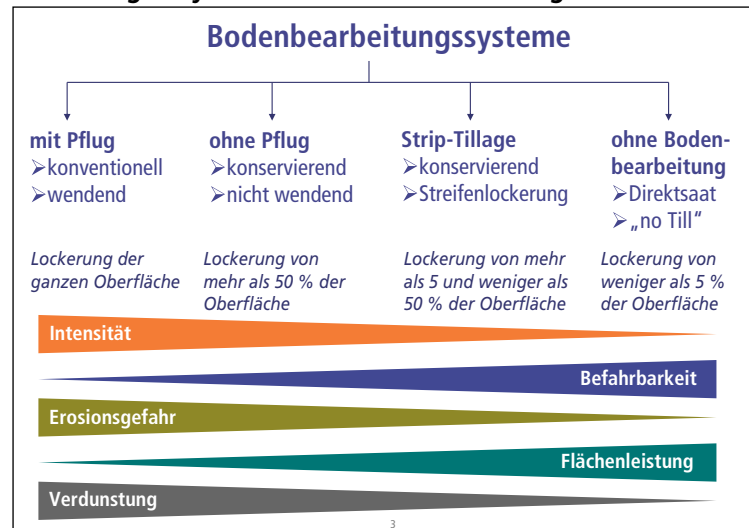 Bodenbearbeitungssysteme
mit Pflug
➢konventionell
➢wendend
Lockerung der
ganzen Oberfläche
ohne Pflug
➢konservierend
➢nicht wendend
Lockerung von
mehr als 50 % der
Oberfläche
Strip-Tillage
➢konservierend
➢Streifenlockerung
Lockerung von mehr
als 5 und weniger als
50 % der Oberfläche
ohne Boden-
bearbeitung
➢Direktsaat
➢„no Till“
Lockerung von
weniger als 5 %
der Oberfläche
Intensität
Befahrbarkeit
Erosionsgefahr
Flächenleistung
Verdunstung
3